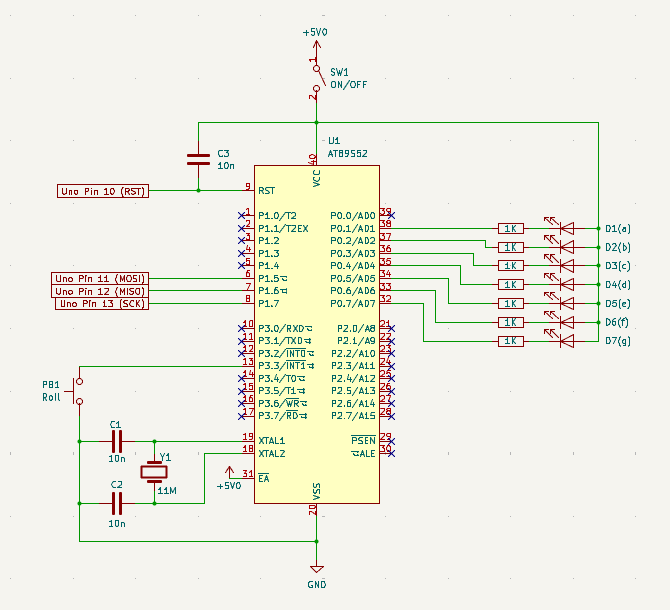 +5V0
1
SW1
ON/OFF
2
U1
AT89S52
C3
10n
40
VCC
Uno Pin 10 (RST)
9
RST
1
P1.0/T2
P0.0/AD0
39
2
P1.1/T2EX
P0.1/AD1
38
1K
D1(a)
3
P1.2
P0.2/AD2
37
1K
D2(b)
4
P1.3
P0.3/AD3
36
1K
D3(c)
5
P1.4
P0.4/AD4
35
1K
D4(d)
Uno Pin 11 (MOSI)
6
P1.5
P0.5/AD5
34
1K
D5(e)
Uno Pin 12 (MISO)
7
P1.6
P0.6/AD6
33
1K
D6(f)
Uno Pin 13 (SCK)
8
P1.7
P0.7/AD7
32
1K
D7(g)
10
P3.0/RXD
P2.0/A8
21
11
P3.1/TXD
P2.1/A9
22
12
P3.2/INT0
P2.2/A10
23
13
P3.3/INT1
P2.3/A11
24
14
P3.4/T0
P2.4/A12
25
15
P3.5/T1
P2.5/A13
26
16
P3.6/WR
P2.6/A14
27
17
P3.7/RD
P2.7/A15
28
PB1
Roll
C1
10n
19
XTAL1
PSEN
29
18
XTAL2
ALE
30
Y1
11M
C2
10n
+5V0
31
EA
VSS
20
GND